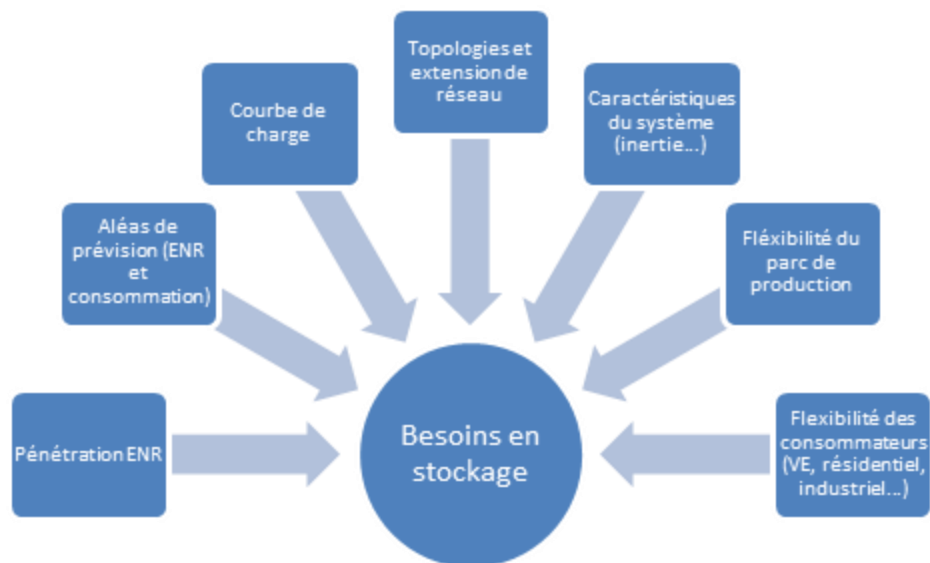 Topologies et
extension de
réseau
Courbe de
charge
Caractéristiques
du système
(inertie...)
Aléas de
prévision (ENR
et
consommation)
Fléxibilité du
parc de
production
Pénétration ENR
Besoins en
stockage
Flexibilité des
consommateurs
(VE, résidentiel,
industriel...)